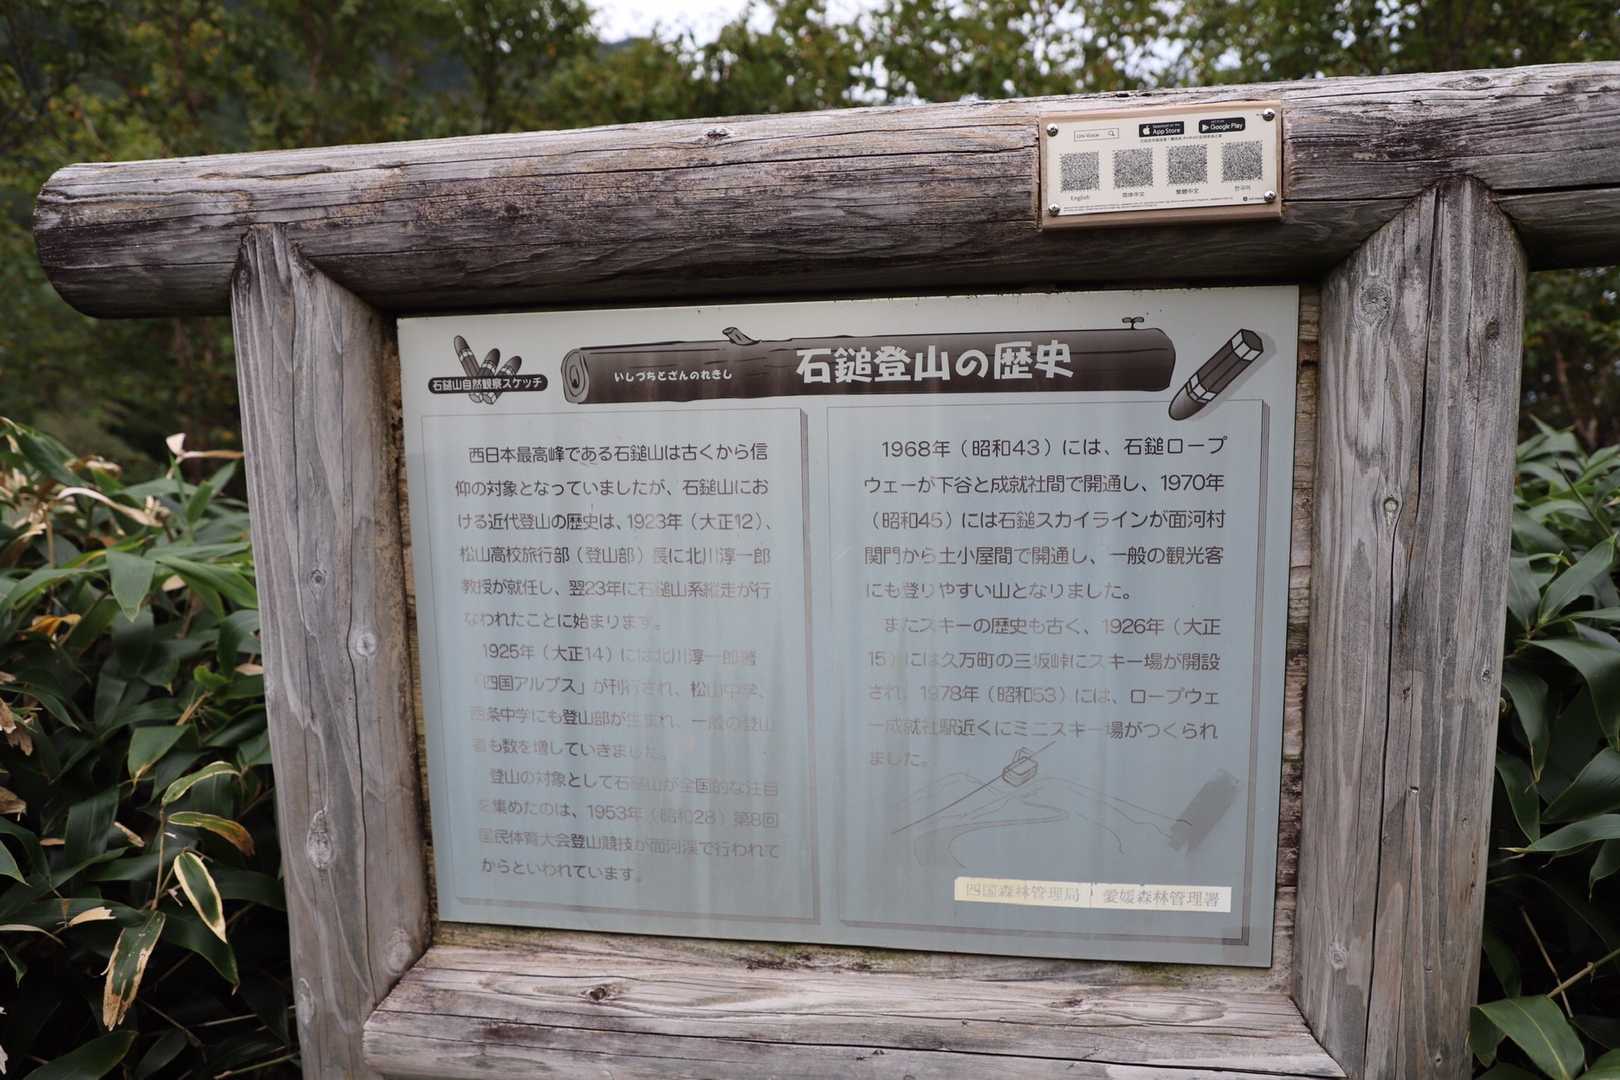 Uni-Voice
App Store
Google Play
English
简体中文
繁體中文
한국어
石鎚山自然観察スケッチ
いしづちとざんのれきし
石鎚登山の歴史
西日本最高峰である石鎚山は古くから信
仰の対象となっていましたが、石鎚山にお
ける近代登山の歴史は、1923年（大正12）、
松山高校旅行部（登山部）長に北川淳一郎
教授が就任し、翌23年に石鎚山系縦走が行
なわれたことに始まります。
1925年（大正14）には北川淳一郎著
「四国アルプス」が刊行され、松山中学、
西条中学にも登山部が生まれ、一般の登山
者も数を増していきました。
登山の対象として石鎚山が全国的な注目
を集めたのは、1953年（昭和28）第8回
国民体育大会登山競技が面河渓で行われて
からといわれています。
1968年（昭和43）には、石鎚ロープ
ウェーが下谷と成就社間で開通し、1970年
（昭和45）には石鎚スカイラインが面河村
関門から土小屋間で開通し、一般の観光客
にも登りやすい山となりました。
またスキーの歴史も古く、1926年（大正
15）には久万町の三坂峠にスキー場が開設
され、1978年（昭和53）には、ロープウェ
ー成就社駅近くにミニスキー場がつくられ
ました。
四国森林管理局 愛媛森林管理署